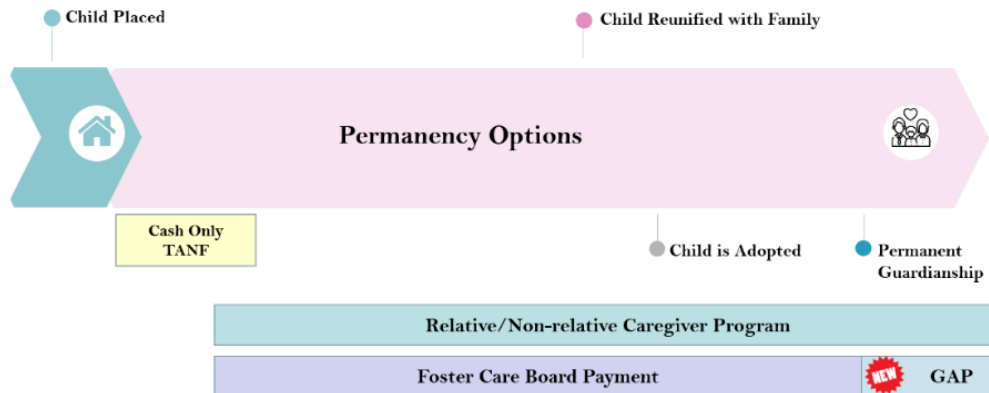 Child Placed
Child Reunified with Family
Permanency Options
Cash Only
TANF
Child is Adopted
Permanent
Guardianship
Relative/Non-relative Caregiver Program
Foster Care Board Payment
NEW
GAP